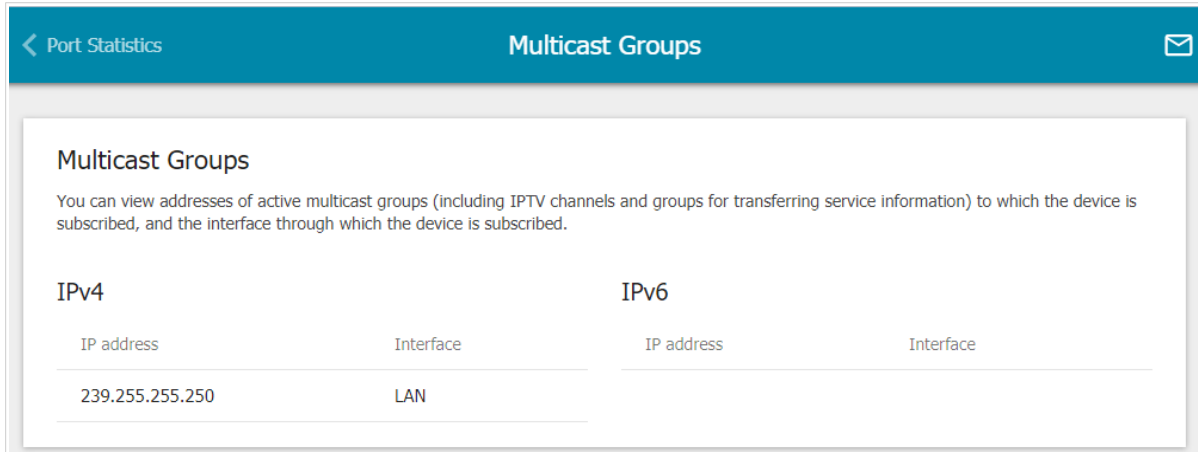 Port Statistics
Multicast Groups
Multicast Groups
You can view addresses of active multicast groups (including IPTV channels and groups for transferring service information) to which the device is
subscribed, and the interface through which the device is subscribed.
IPv4
IP address Interface
239.255.255.250 LAN
IPv6
IP address Interface